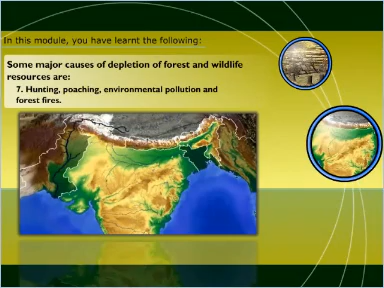 In this module, you have learnt the following:
Some major causes of depletion of forest and wildlife
resources are:
7. Hunting, poaching, environmental pollution and
forest fires.